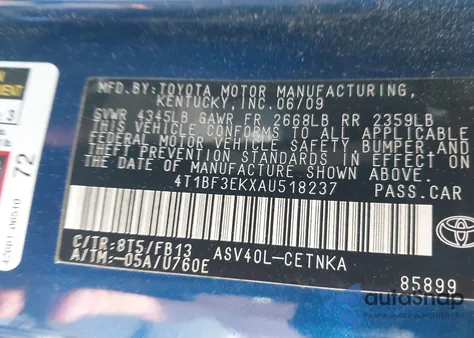 MFD.BY:TOYOTA MOTOR MANUFACTURING,
KENTUCKY, INC. 06/09
GVWR 4345LB GAWR FR 2668LB RR 2359LB
THIS VEHICLE CONFORMS TO ALL APPLICABLE
FEDERAL MOTOR VEHICLE SAFETY, BUMPER, AND
THEFT PREVENTION STANDARDS IN EFFECT ON
THE DATE OF MANUFACTURE SHOWN ABOVE.
4T1BF3EKXAU518237 PASS.CAR
C/TR:8T5/FB13 ASV40L-CETNKA
A/TM:-05A/U760E
85899
TOYOTA
72
autoSnap